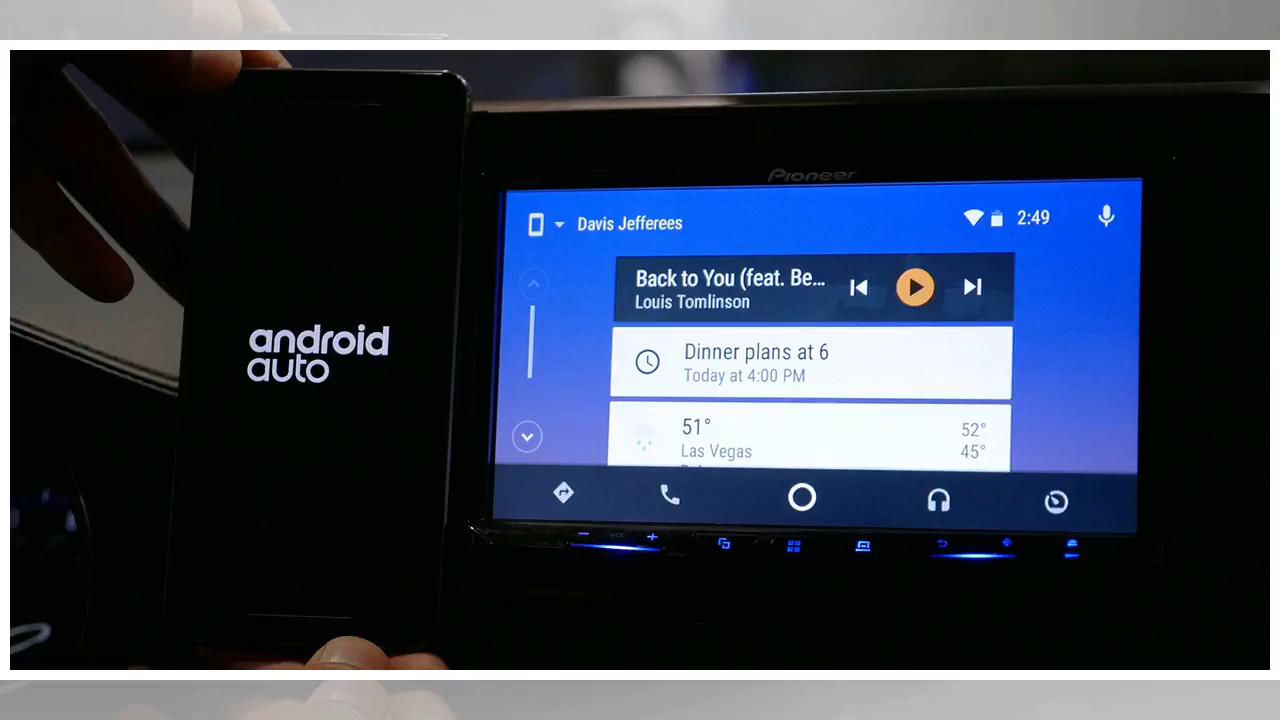 android
auto
Pioneer
Davis Jefferees
2:49
Back to You (feat. Be...
Louis Tomlinson
Dinner plans at 6
Today at 4:00 PM
51°
52°
Las Vegas
45°
VOL